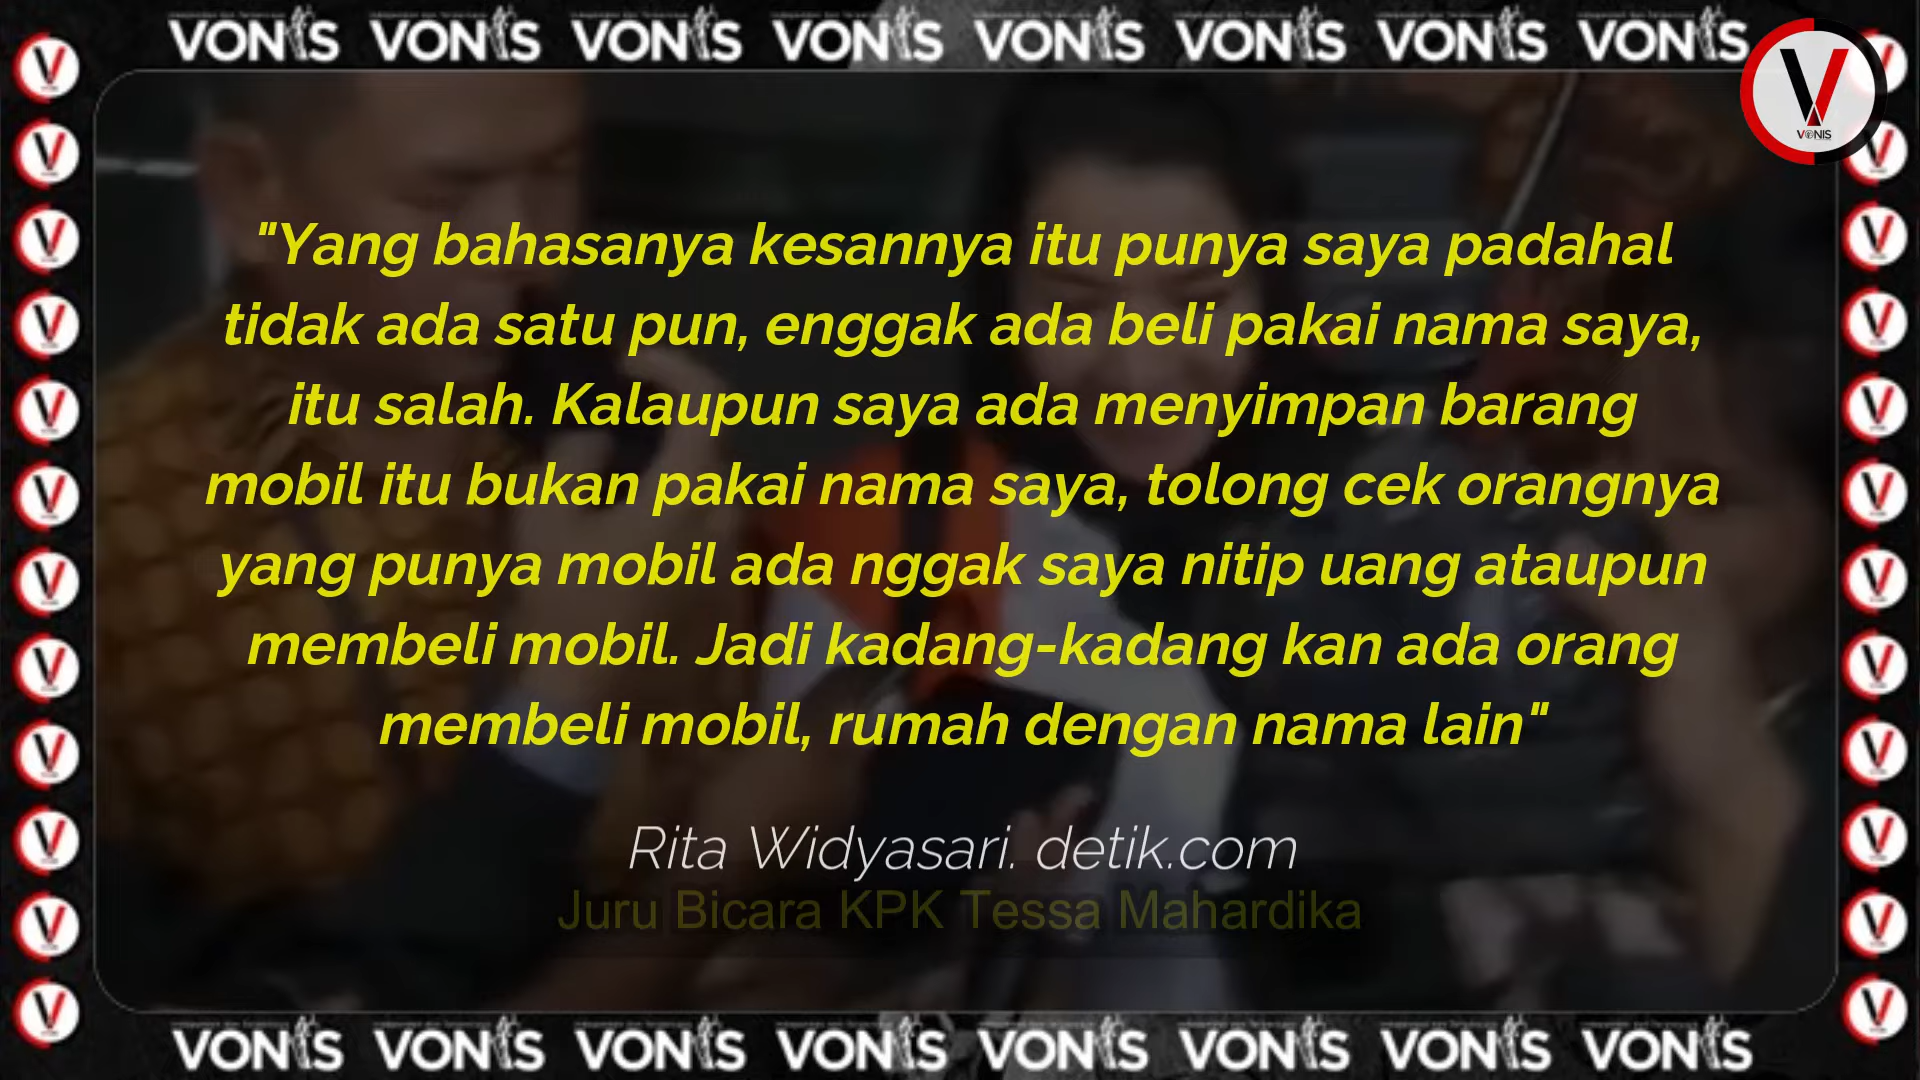 VONIS VONIS VONIS VONIS VONIS VONIS VONIS VONIS
VONIS
"Yang bahasanya kesannya itu punya saya padahal
tidak ada satu pun, enggak ada beli pakai nama saya,
itu salah. Kalaupun saya ada menyimpan barang
mobil itu bukan pakai nama saya, tolong cek orangnya
yang punya mobil ada nggak saya nitip uang ataupun
membeli mobil. Jadi kadang-kadang kan ada orang
membeli mobil, rumah dengan nama lain"
Rita Widyasari. detik.com
Juru Bicara KPK Tessa Mahardika
VONIS VONIS VONIS VONIS VONIS VONIS VONIS VONIS